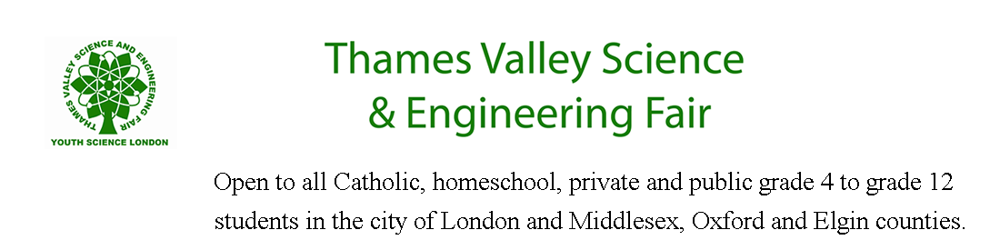 THAMES VALLEY SCIENCE AND ENGINEERING FAIR
YOUTH SCIENCE LONDON
Thames Valley Science
& Engineering Fair
Open to all Catholic, homeschool, private and public grade 4 to grade 12
students in the city of London and Middlesex, Oxford and Elgin counties.